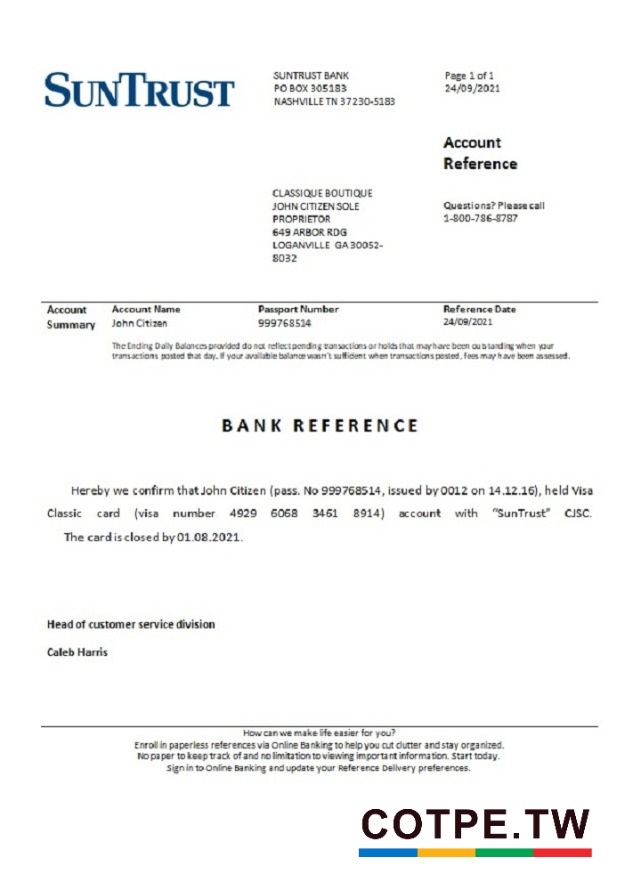 SUNTRUST
SUNTRUST BANK
PO BOX 305183
NASHVILLE TN 37230-5183
Page 1 of 1
24/09/2021
Account
Reference
CLASSIQUE BOUTIQUE
JOHN CITIZEN SOLE
PROPRIETOR
649 ARBOR RDG
LOGANVILLE GA 30052-
8032
Questions? Please call
1-800-786-8787
Account Account Name Passport Number Reference Date
Summary John Citizen 999768514 24/09/2021
The Ending Daily Balances provided do not reflect pending transactions or holds that may have been outstanding when your
transactions posted that day. If your available balance wasn't sufficient when transactions posted, fees may have been assessed.
BANK REFERENCE
Hereby we confirm that John Citizen (pass. No 999768514, issued by 0012 on 14.12.16), held Visa
Classic card (visa number 4929 6068 3461 8914) account with "SunTrust" CJSC.
The card is closed by 01.08.2021.
Head of customer service division
Caleb Harris
How can we make life easier for you?
Enroll in paperless references via Online Banking to help you cut clutter and stay organized.
No paper to keep track of and no limitation to viewing important information. Start today.
Sign in to Online Banking and update your Reference Delivery preferences.
COTPE.TW